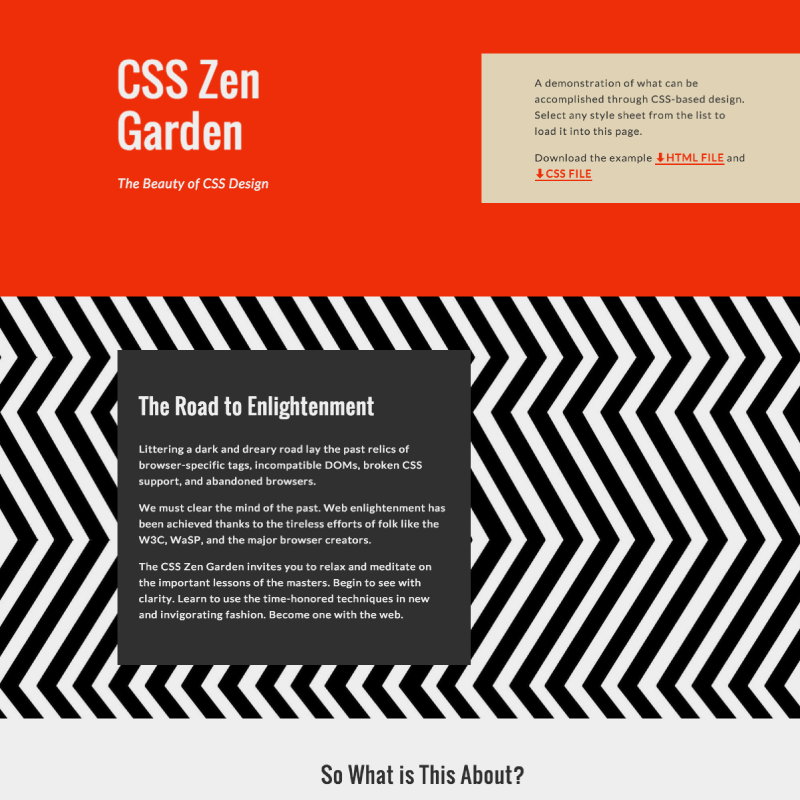 CSS Zen
Garden
The Beauty of CSS Design
A demonstration of what can be
accomplished through CSS-based design.
Select any style sheet from the list to
load it into this page.
Download the example HTML FILE and
CSS FILE
The Road to Enlightenment
Littering a dark and dreary road lay the past relics of
browser-specific tags, incompatible DOMs, broken CSS
support, and abandoned browsers.
We must clear the mind of the past. Web enlightenment has
been achieved thanks to the tireless efforts of folk like the
W3C, WaSP, and the major browser creators.
The CSS Zen Garden invites you to relax and meditate on
the important lessons of the masters. Begin to see with
clarity. Learn to use the time-honored techniques in new
and invigorating fashion. Become one with the web.
So What is This About?